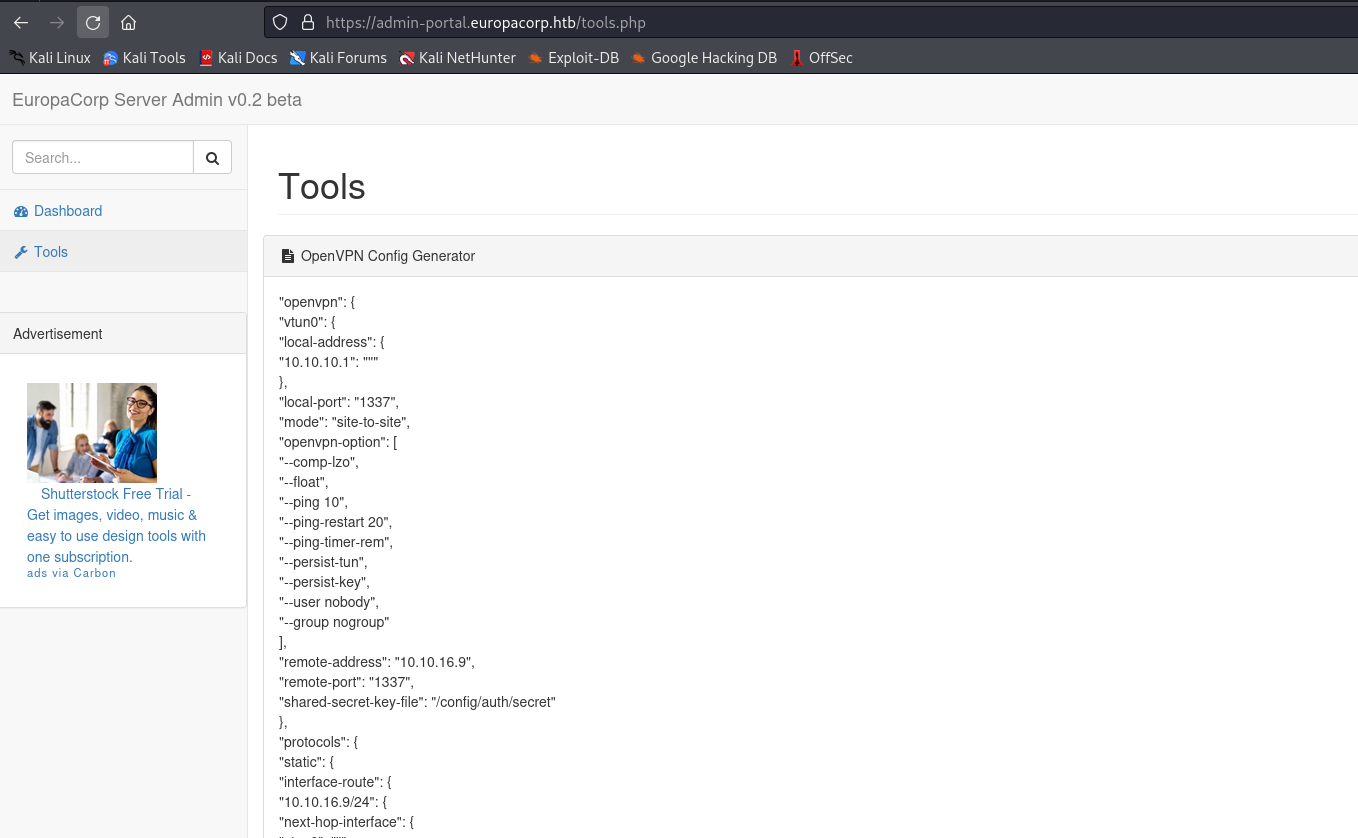 https://admin-portal.europacorp.htb/tools.php
Kali Linux Kali Tools Kali Docs Kali Forums Kali NetHunter Exploit-DB Google Hacking DB OffSec
EuropaCorp Server Admin v0.2 beta
Search...
Dashboard
Tools
Advertisement
Shutterstock Free Trial -
Get images, video, music &
easy to use design tools with
one subscription.
ads via Carbon
Tools
OpenVPN Config Generator
"openvpn": {
"vtun0": {
"local-address": {
"10.10.10.1": """
},
"local-port": "1337",
"mode": "site-to-site",
"openvpn-option": [
"--comp-lzo",
"--float",
"--ping 10",
"--ping-restart 20",
"--ping-timer-rem",
"--persist-tun",
"--persist-key",
"--user nobody",
"--group nogroup"
],
"remote-address": "10.10.16.9",
"remote-port": "1337",
"shared-secret-key-file": "/config/auth/secret"
},
"protocols": {
"static": {
"interface-route": {
"10.10.16.9/24": {
"next-hop-interface": {